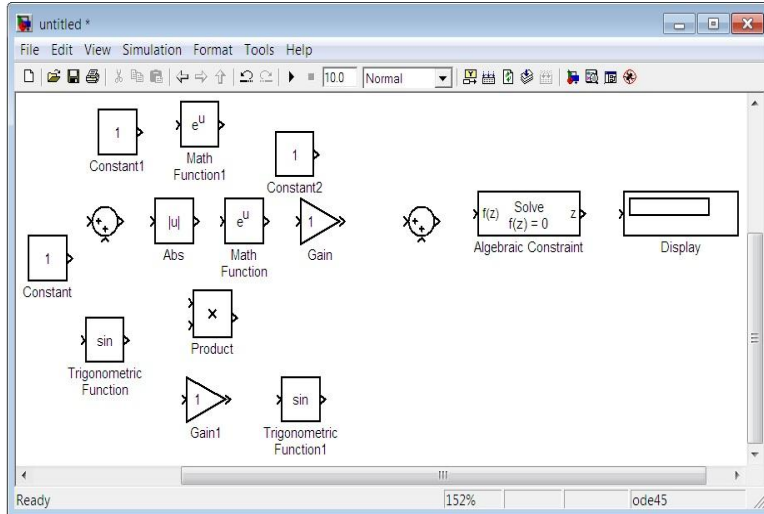 untitled *
File Edit View Simulation Format Tools Help
10.0 Normal
1
Constant1
e^u
Math
Function1
1
Constant2
++
|u|
Abs
e^u
Math
Function
1
Gain
++
f(z) Solve z
f(z) = 0
Algebraic Constraint
Display
1
Constant
sin
Trigonometric
Function
×
Product
1
Gain1
sin
Trigonometric
Function1
Ready 152% ode45